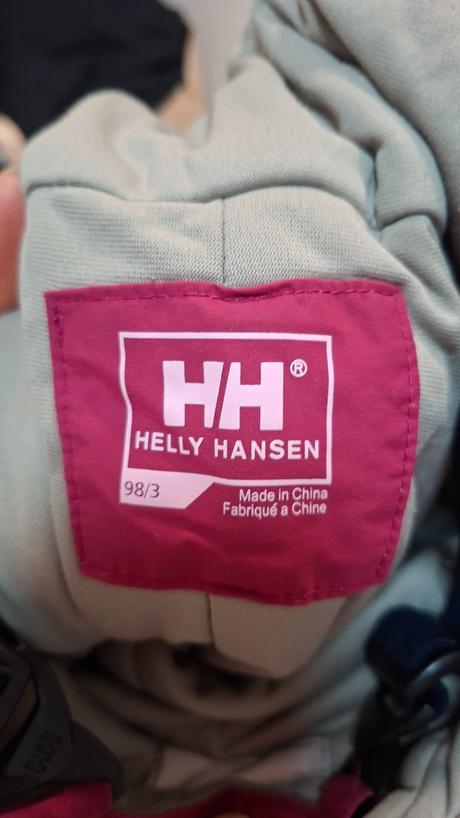 HH®
HELLY HANSEN
98/3
Made in China
Fabriqué a Chine